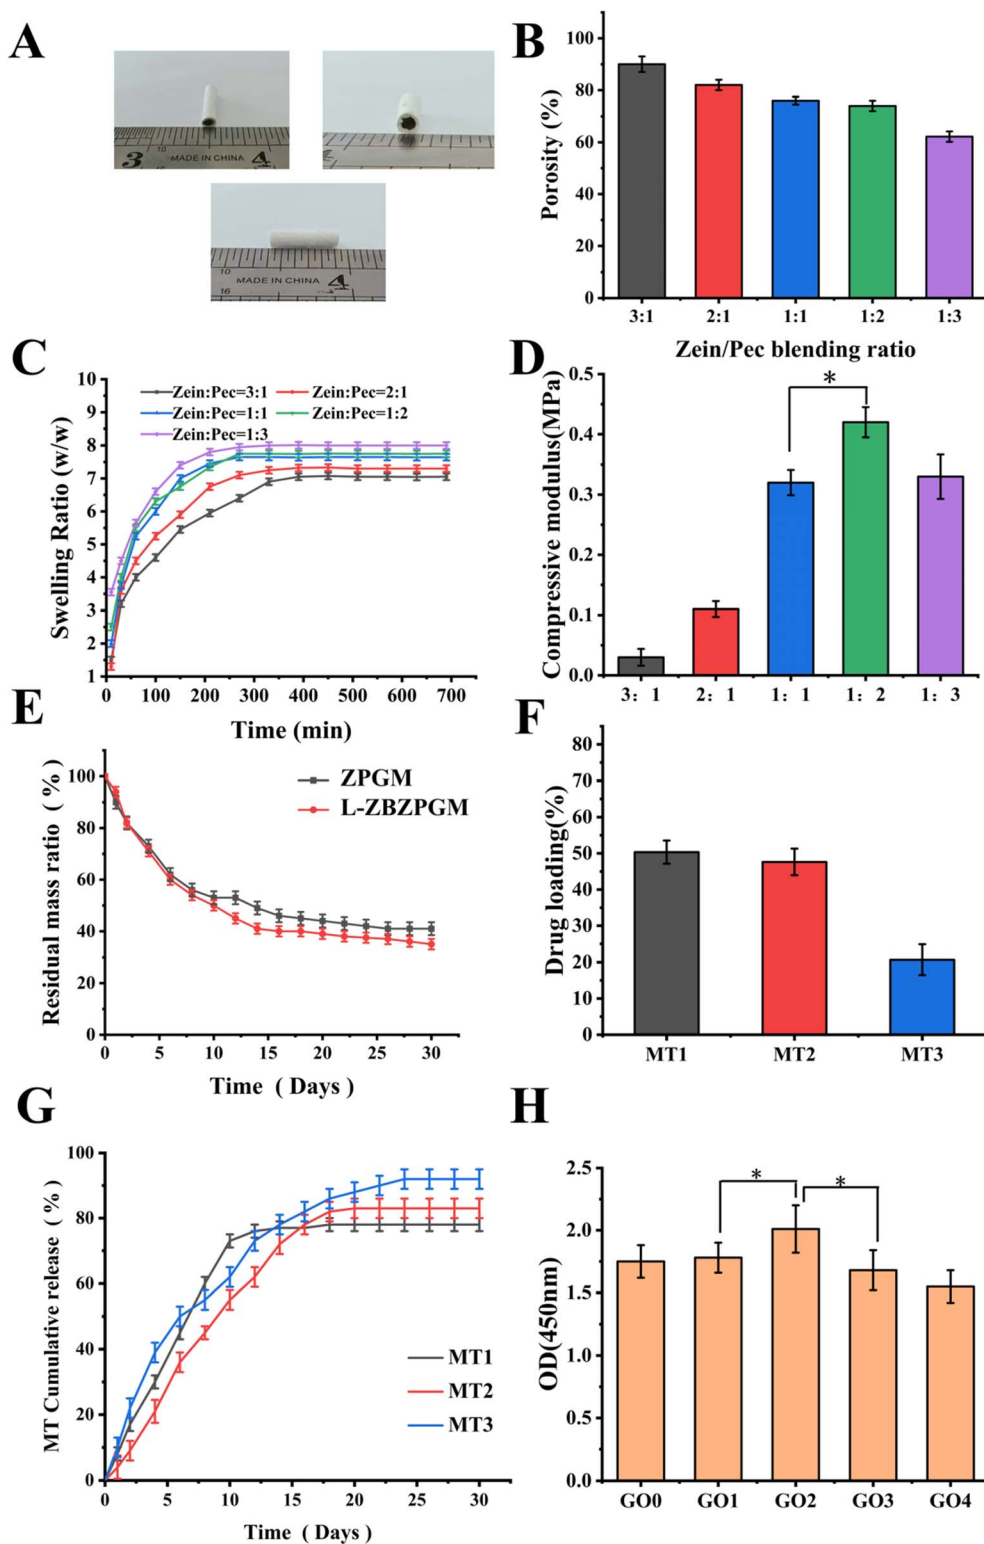 A
3 10 MADE IN CHINA 4
16
10 MADE IN CHINA 4
16
B
Porosity (%)
100
80
60
40
20
0
3:1 2:1 1:1 1:2 1:3
Zein/Pec blending ratio
C
Swelling Ratio (w/w)
Zein:Pec=3:1 Zein:Pec=2:1
Zein:Pec=1:1 Zein:Pec=1:2
Zein:Pec=1:3
10
9
8
7
6
5
4
3
2
1
0 100 200 300 400 500 600 700
Time (min)
D
Compressive modulus(MPa)
*
0.5
0.4
0.3
0.2
0.1
0.0
3: 1 2: 1 1: 1 1: 2 1: 3
E
Residual mass ratio ( % )
ZPGM
L-ZBZPGM
100
80
60
40
20
0
0 5 10 15 20 25 30
Time ( Days )
F
Drug loading(%)
80
70
60
50
40
30
20
10
0
MT1 MT2 MT3
G
MT Cumulative release ( % )
100
80
60
40
20
0
MT1
MT2
MT3
0 5 10 15 20 25 30
Time ( Days )
H
OD(450nm)
* *
2.5
2.0
1.5
1.0
0.5
0.0
GO0 GO1 GO2 GO3 GO4